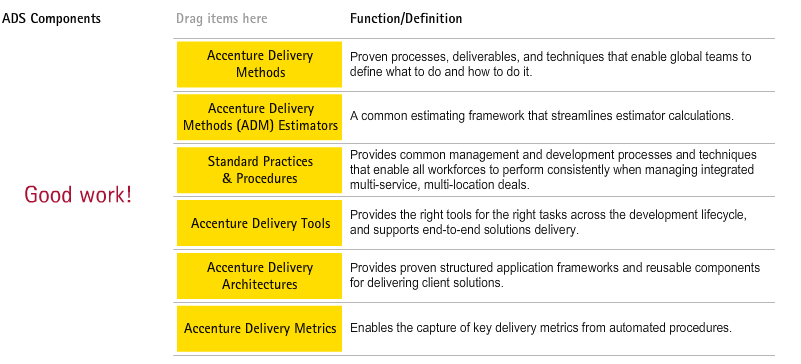 ADS Components
Drag items here
Function/Definition
Accenture Delivery
Methods
Proven processes, deliverables, and techniques that enable global teams to
define what to do and how to do it.
Accenture Delivery
Methods (ADM) Estimators
A common estimating framework that streamlines estimator calculations.
Standard Practices
& Procedures
Provides common management and development processes and techniques
that enable all workforces to perform consistently when managing integrated
multi-service, multi-location deals.
Good work!
Accenture Delivery Tools
Provides the right tools for the right tasks across the development lifecycle,
and supports end-to-end solutions delivery.
Accenture Delivery
Architectures
Provides proven structured application frameworks and reusable components
for delivering client solutions.
Accenture Delivery Metrics
Enables the capture of key delivery metrics from automated procedures.